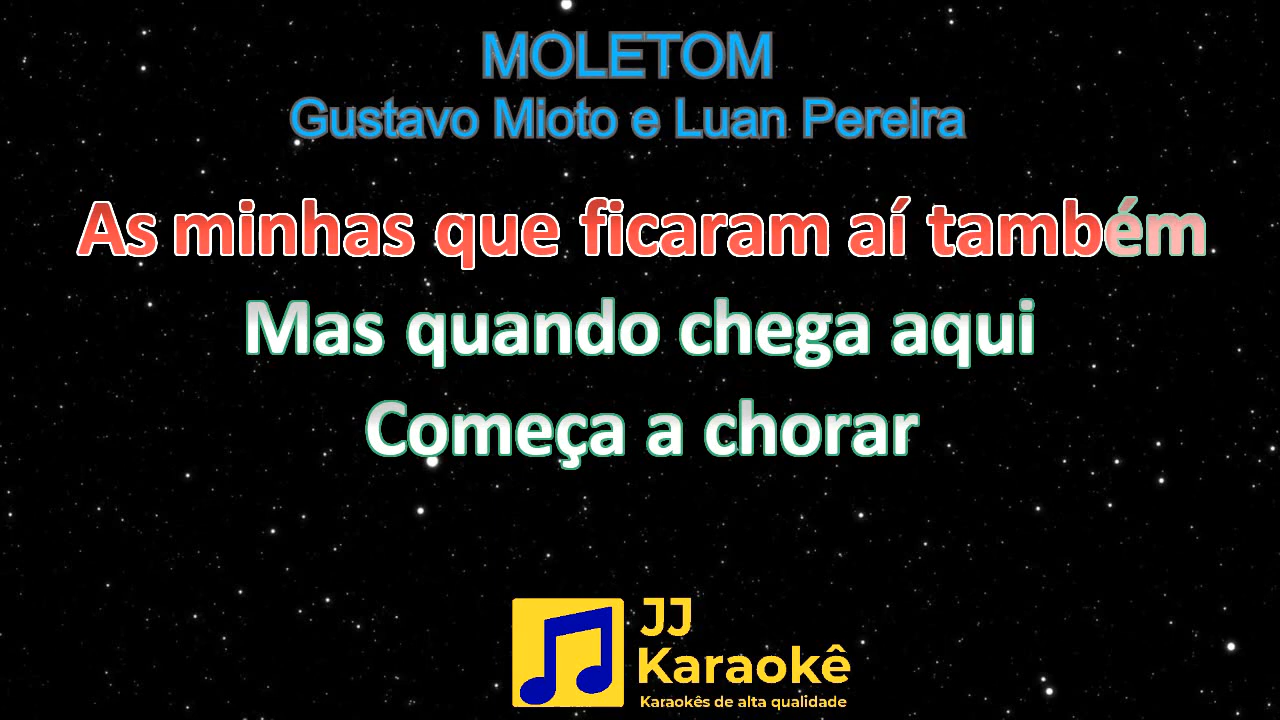 MOLETOM
Gustavo Mioto e Luan Pereira
As minhas que ficaram aí também
Mas quando chega aqui
Começa a chorar
JJ
Karaokê
Karaokês de alta qualidade